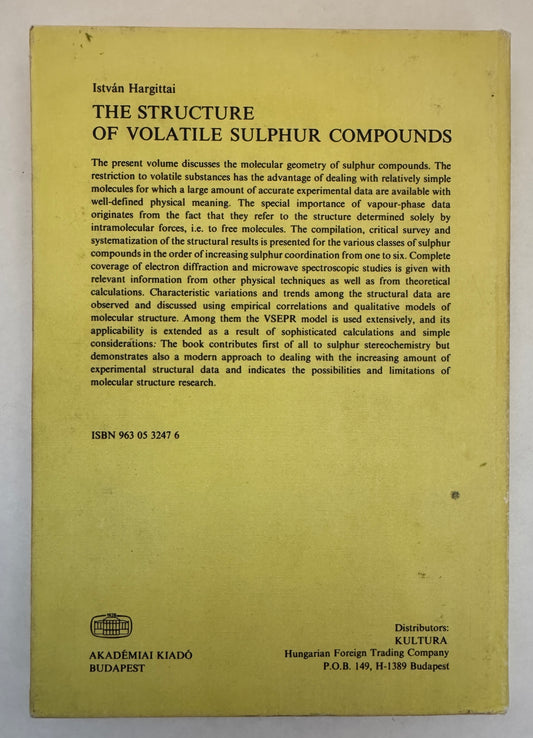 István Hargittai
THE STRUCTURE
OF VOLATILE SULPHUR COMPOUNDS
The present volume discusses the molecular geometry of sulphur compounds. The
restriction to volatile substances has the advantage of dealing with relatively simple
molecules for which a large amount of accurate experimental data are available with
well-defined physical meaning. The special importance of vapour-phase data
originates from the fact that they refer to the structure determined solely by
intramolecular forces, i.e. to free molecules. The compilation, critical survey and
systematization of the structural results is presented for the various classes of sulphur
compounds in the order of increasing sulphur coordination from one to six. Complete
coverage of electron diffraction and microwave spectroscopic studies is given with
relevant information from other physical techniques as well as from theoretical
calculations. Characteristic variations and trends among the structural data are
observed and discussed using empirical correlations and qualitative models of
molecular structure. Among them the VSEPR model is used extensively, and its
applicability is extended as a result of sophisticated calculations and simple
considerations. The book contributes first of all to sulphur stereochemistry but
demonstrates also a modern approach to dealing with the increasing amount of
experimental structural data and indicates the possibilities and limitations of
molecular structure research.
ISBN 963 05 3247 6
AKADÉMIAI KIADÓ
BUDAPEST
Distributors:
KULTURA
Hungarian Foreign Trading Company
P.O.B. 149, H-1389 Budapest